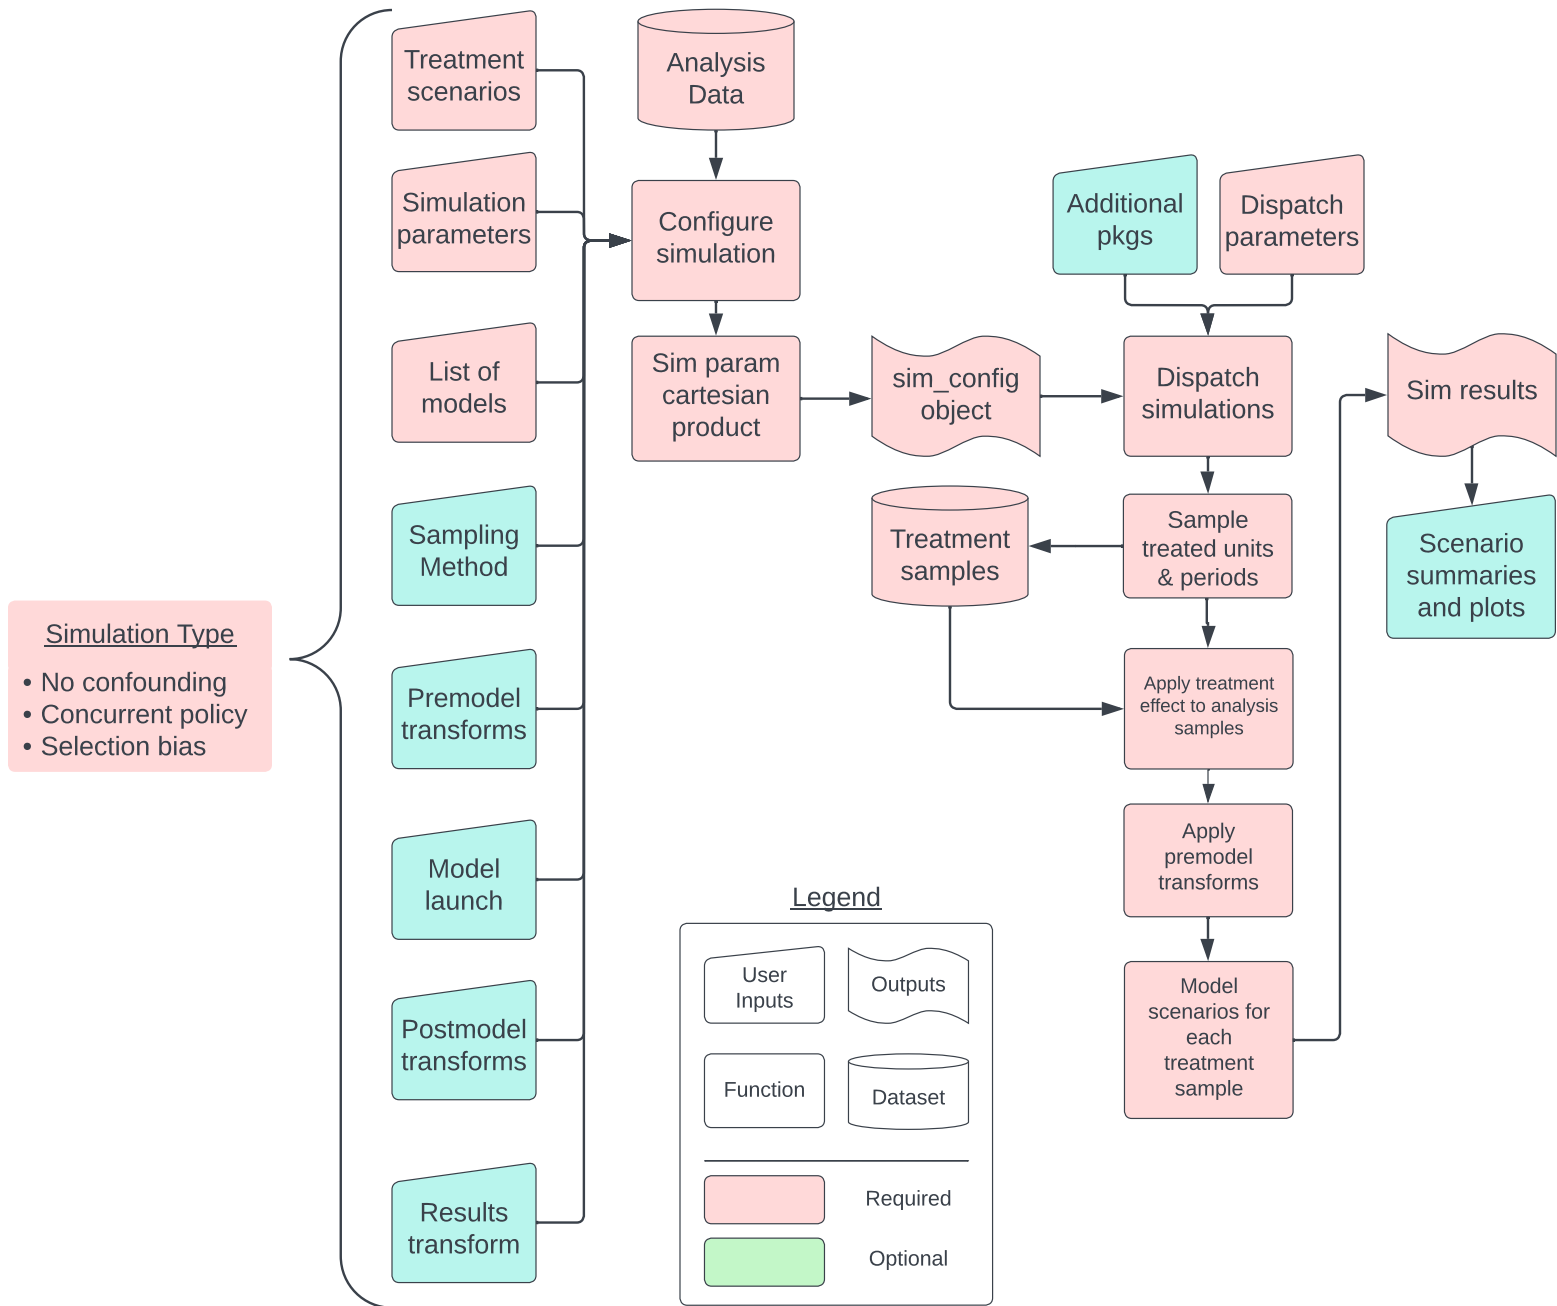 Treatment
scenarios
Simulation
parameters
List of
models
Sampling
Method
Premodel
transforms
Model
launch
Postmodel
transforms
Results
transform
Simulation Type
• No confounding
• Concurrent policy
• Selection bias
Analysis
Data
Configure
simulation
Sim param
cartesian
product
sim_config
object
Additional
pkgs
Dispatch
parameters
Dispatch
simulations
Sample
treated units
& periods
Treatment
samples
Apply treatment
effect to analysis
samples
Apply
premodel
transforms
Model
scenarios for
each
treatment
sample
Sim results
Scenario
summaries
and plots
Legend
User
Inputs
Outputs
Function
Dataset
Required
Optional